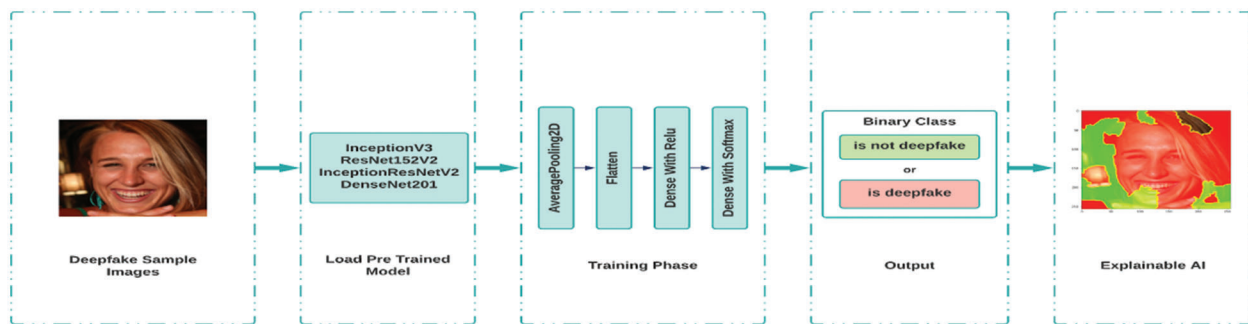 Deepfake Sample
Images
InceptionV3
ResNet152V2
InceptionResNetV2
DenseNet201
Load Pre Trained
Model
AveragePooling2D
Flatten
Dense With Relu
Dense With Softmax
Training Phase
Binary Class
is not deepfake
or
is deepfake
Output
Explainable AI